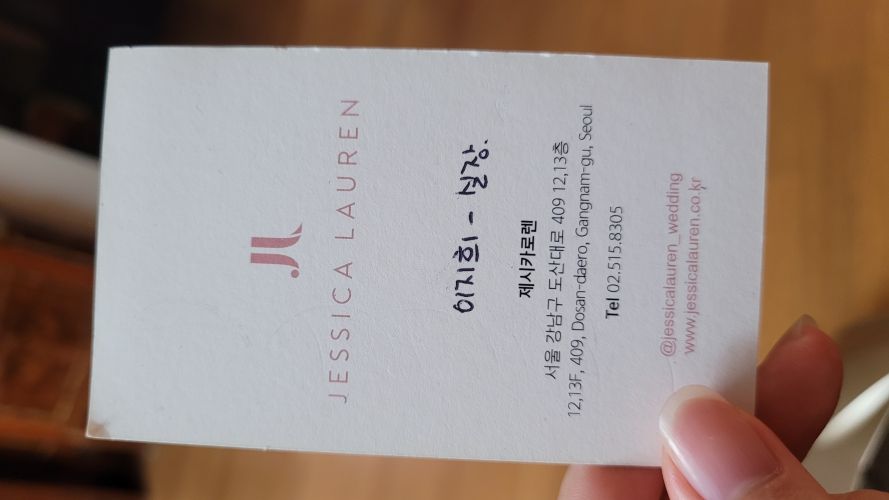 JL
JESSICA LAUREN
이지희 - 실장.
제시카로렌
서울 강남구 도산대로 409 12,13층
12,13F, 409, Dosan-daero, Gangnam-gu, Seoul
Tel 02.515.8305
@jessicalauren_wedding
www.jessicalauren.co.kr